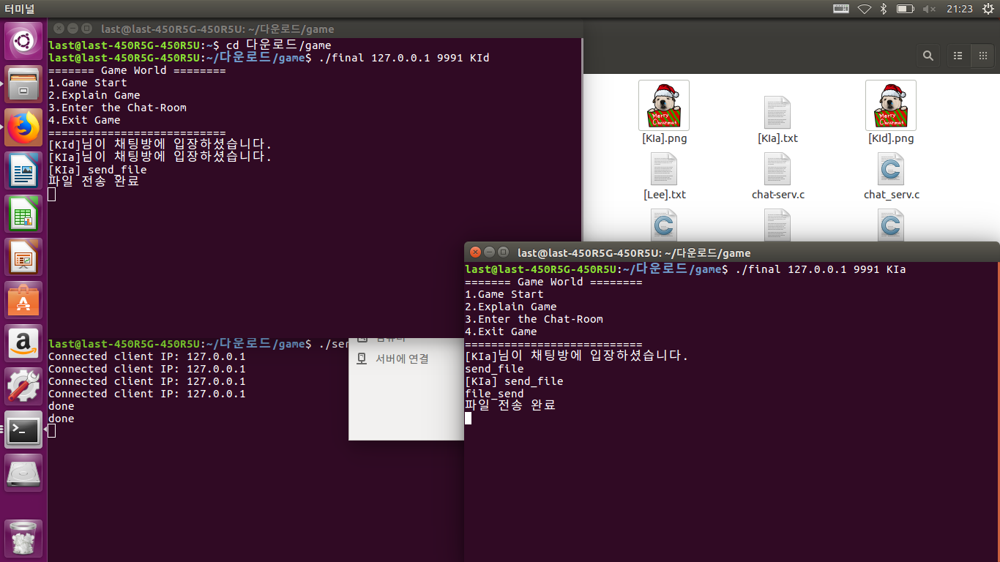 터미널
21:23
last@last-450R5G-450R5U: ~/다운로드/game
last@last-450R5G-450R5U:~$ cd 다운로드/game
last@last-450R5G-450R5U:~/다운로드/game$ ./final 127.0.0.1 9991 KId
======= Game World ========
1.Game Start
2.Explain Game
3.Enter the Chat-Room
4.Exit Game
===========================
[KId]님이 채팅방에 입장하셨습니다.
[KIa]님이 채팅방에 입장하셨습니다.
[KIa] send_file
파일 전송 완료
Merry Christmas
Merry Christmas
[KIa].png
[KIa].txt
[KId].png
[Lee].txt
chat-serv.c
chat_serv.c
last@last-450R5G-450R5U: ~/다운로드/game
last@last-450R5G-450R5U:~/다운로드/game$ ./final 127.0.0.1 9991 KIa
======= Game World ========
1.Game Start
2.Explain Game
3.Enter the Chat-Room
4.Exit Game
===========================
[KIa]님이 채팅방에 입장하셨습니다.
send_file
[KIa] send_file
file_send
파일 전송 완료
last@last-450R5G-450R5U:~/다운로드/game$ ./ser
Connected client IP: 127.0.0.1
Connected client IP: 127.0.0.1
Connected client IP: 127.0.0.1
Connected client IP: 127.0.0.1
done
done
서버에 연결